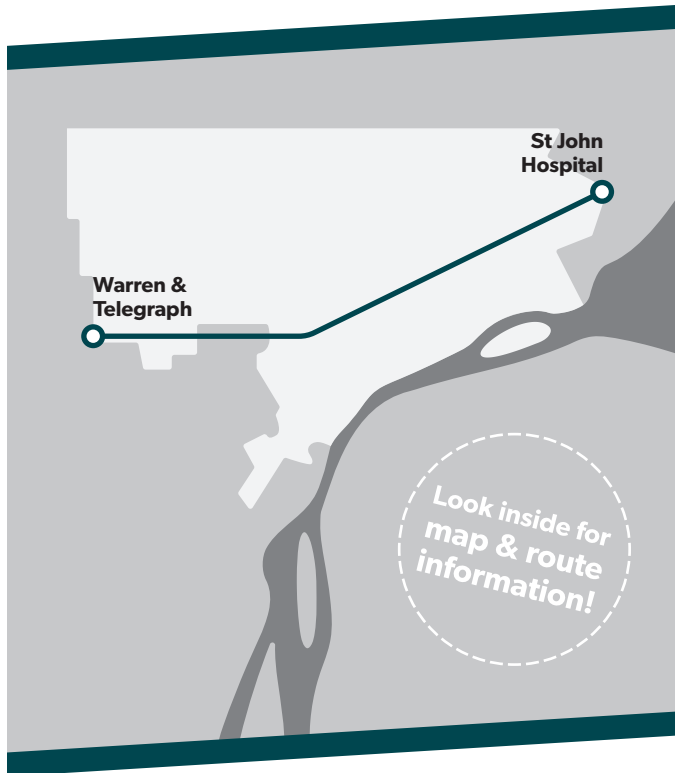 St John
Hospital
Warren &
Telegraph
Look inside for
map & route
information!